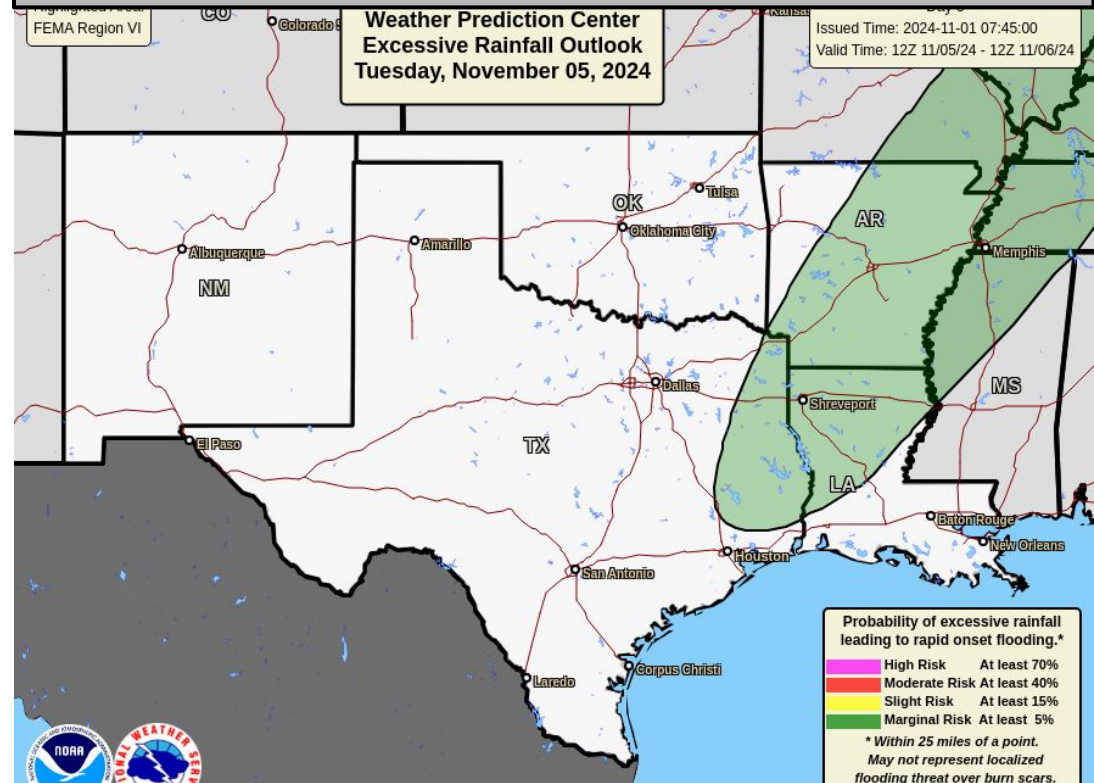 Highlighted Area:
FEMA Region VI
Weather Prediction Center
Excessive Rainfall Outlook
Tuesday, November 05, 2024
Issued Time: 2024-11-01 07:45:00
Valid Time: 12Z 11/05/24 - 12Z 11/06/24
CO
Colorado S
Kansas
Tulsa
OK
Oklahoma City
AR
Albuquerque
Amarillo
Memphis
NM
Dallas
MS
Shreveport
El Paso
TX
LA
Baton Rouge
New Orleans
Houston
San Antonio
Corpus Christi
Laredo
Probability of excessive rainfall
leading to rapid onset flooding.*
High Risk At least 70%
Moderate Risk At least 40%
Slight Risk At least 15%
Marginal Risk At least 5%
* Within 25 miles of a point.
May not represent localized
flooding threat over burn scars.
NOAA